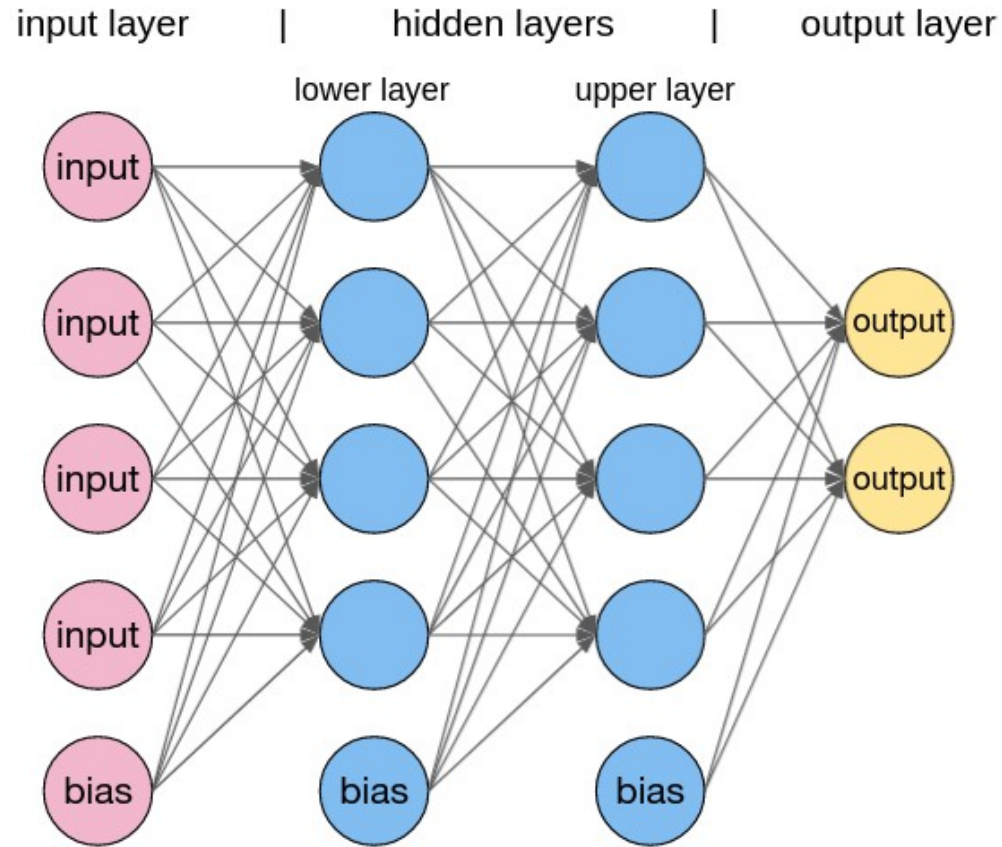 input layer | hidden layers | output layer
lower layer upper layer
input
input output
input output
input
bias bias bias